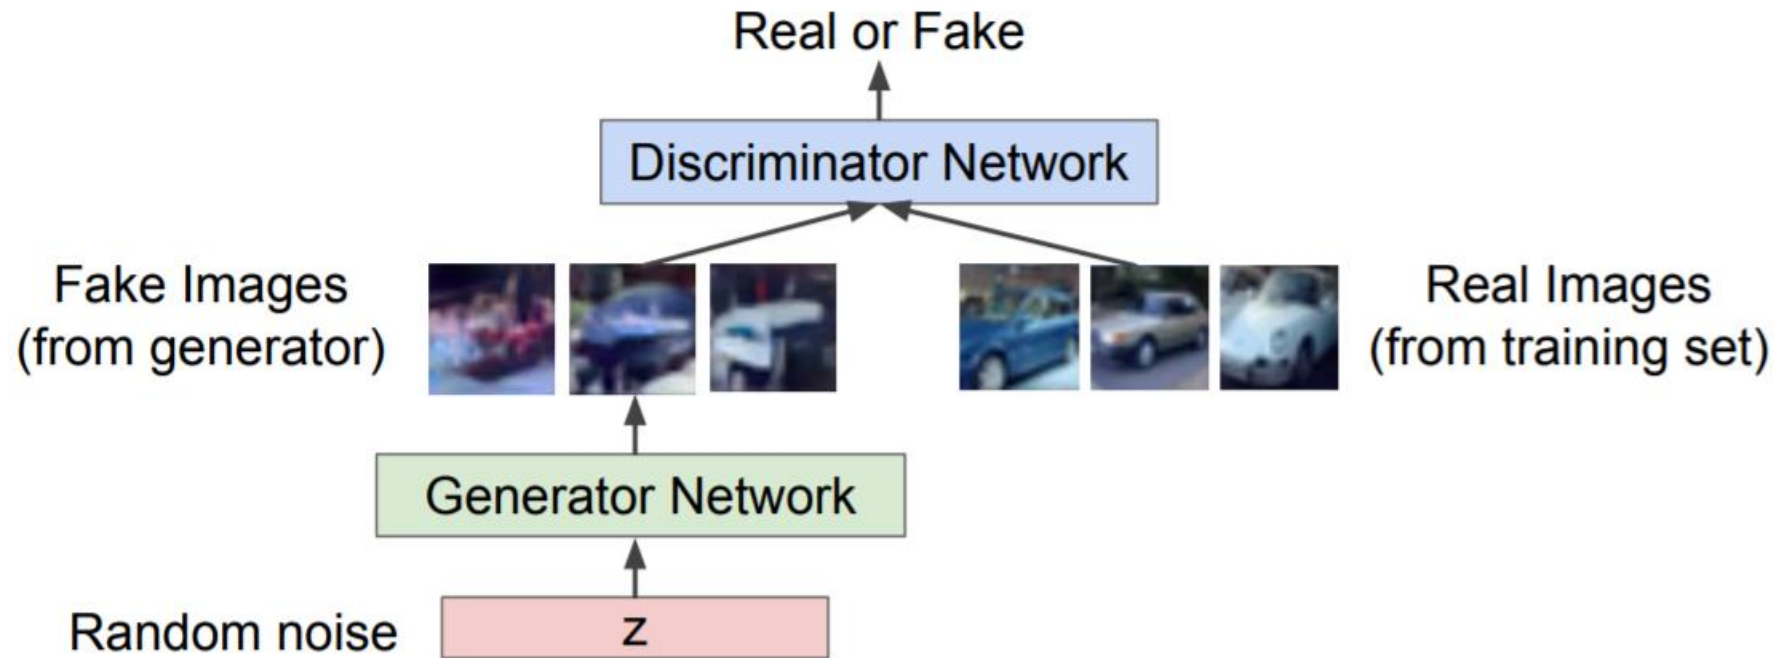 Real or Fake
Discriminator Network
Fake Images
(from generator)
Real Images
(from training set)
Generator Network
Random noise
z